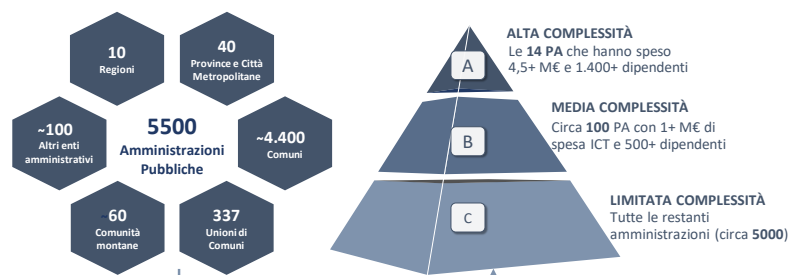 10
Regioni
40
Province e Città
Metropolitane
~100
Altri enti
amministrativi
5500
Amministrazioni
Pubbliche
~4.400
Comuni
~60
Comunità
montane
337
Unioni di
Comuni
A
ALTA COMPLESSITÀ
Le 14 PA che hanno speso
4,5+ M€ e 1.400+ dipendenti
B
MEDIA COMPLESSITÀ
Circa 100 PA con 1+ M€ di
spesa ICT e 500+ dipendenti
C
LIMITATA COMPLESSITÀ
Tutte le restanti
amministrazioni (circa 5000)